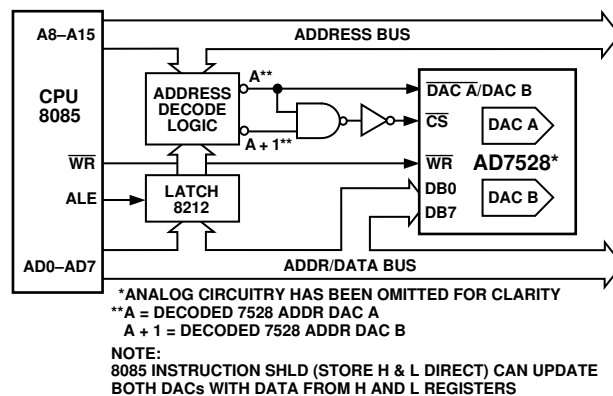 A8–A15
ADDRESS BUS
CPU
8085
ADDRESS
DECODE
LOGIC
A**
A + 1**
DAC A/DAC B
CS
DAC A
WR
WR
AD7528*
LATCH
8212
ALE
DB0
DB7
DAC B
AD0–AD7
ADDR/DATA BUS
*ANALOG CIRCUITRY HAS BEEN OMITTED FOR CLARITY
**A = DECODED 7528 ADDR DAC A
A + 1 = DECODED 7528 ADDR DAC B
NOTE:
8085 INSTRUCTION SHLD (STORE H & L DIRECT) CAN UPDATE
BOTH DACs WITH DATA FROM H AND L REGISTERS